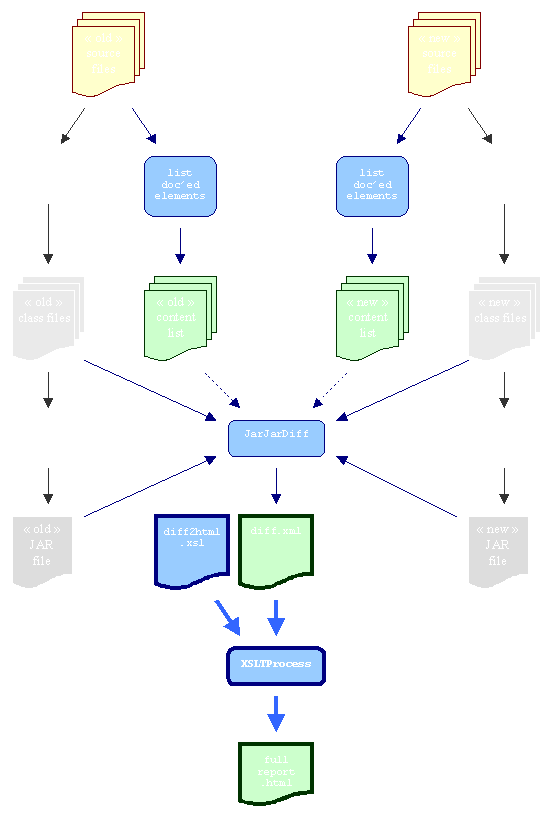 « old »
source
files
« new »
source
files
list
doc´ed
elements
list
doc´ed
elements
« old »
class files
« old »
content
list
« new »
content
list
« new »
class files
JarJarDiff
« old »
JAR
file
diff2html
.xsl
diff.xml
« new »
JAR
file
XSLTProcess
full
report
.html